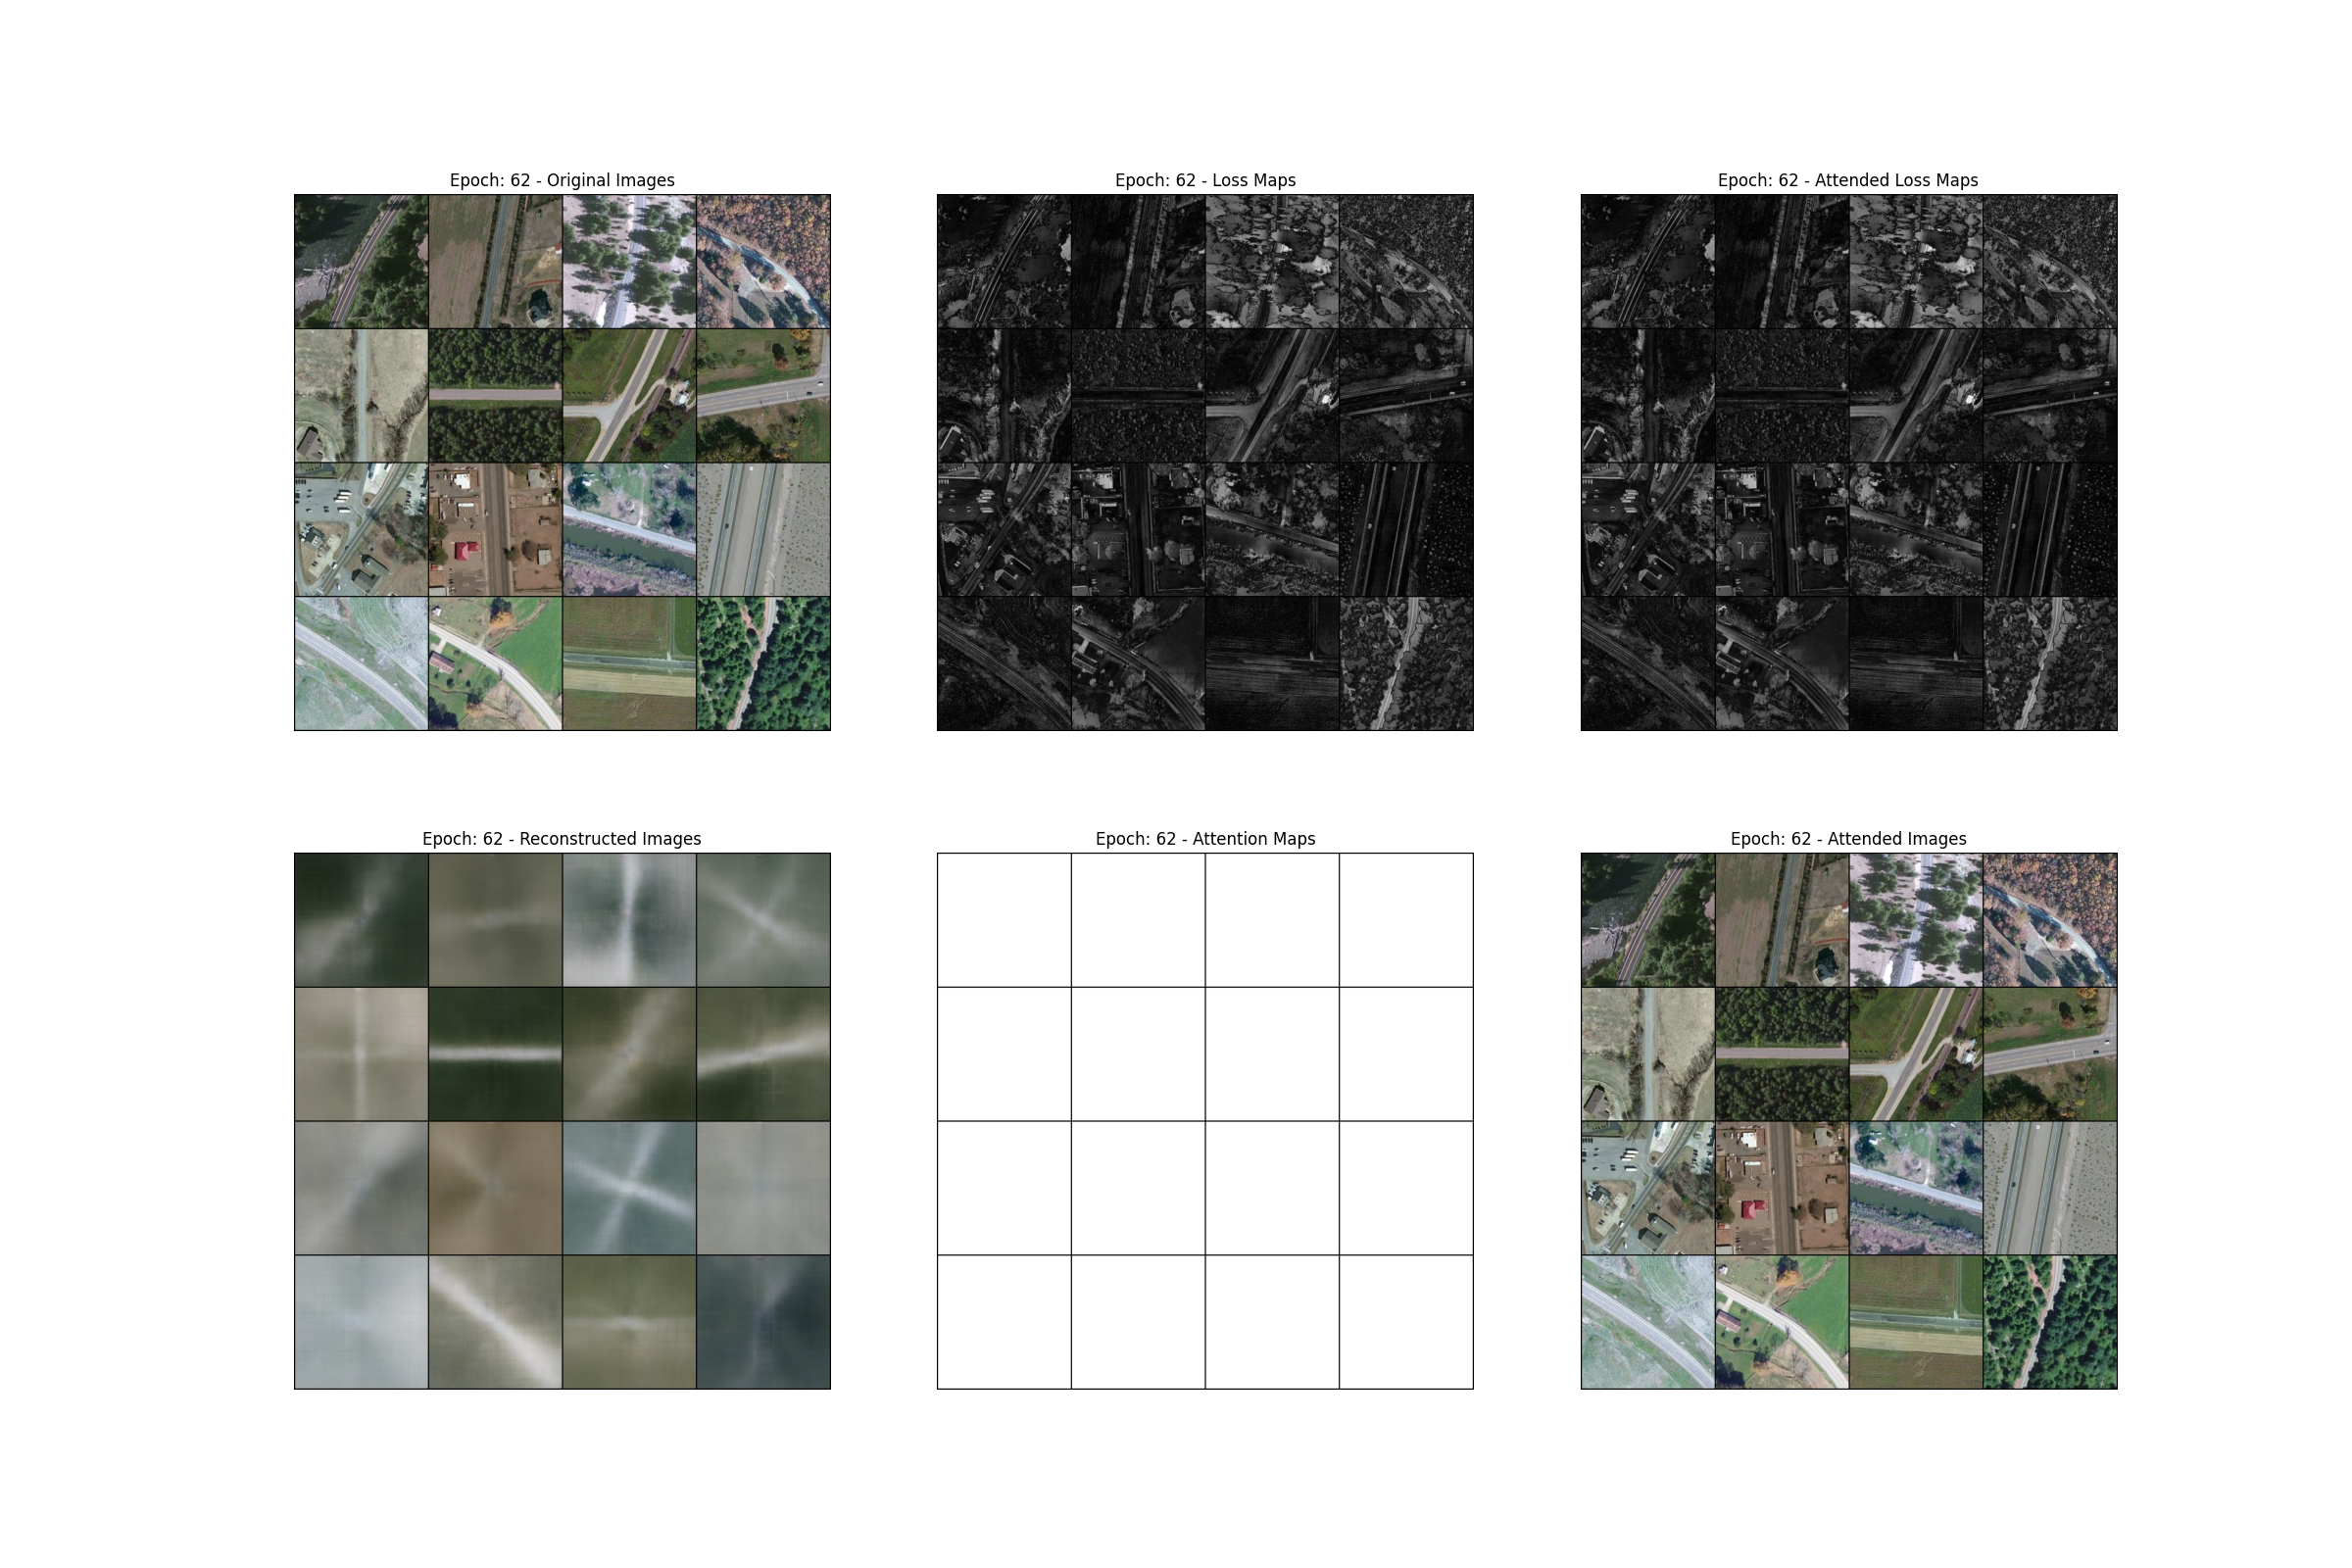 Epoch: 62 - Original Images
Epoch: 62 - Loss Maps
Epoch: 62 - Attended Loss Maps
Epoch: 62 - Reconstructed Images
Epoch: 62 - Attention Maps
Epoch: 62 - Attended Images